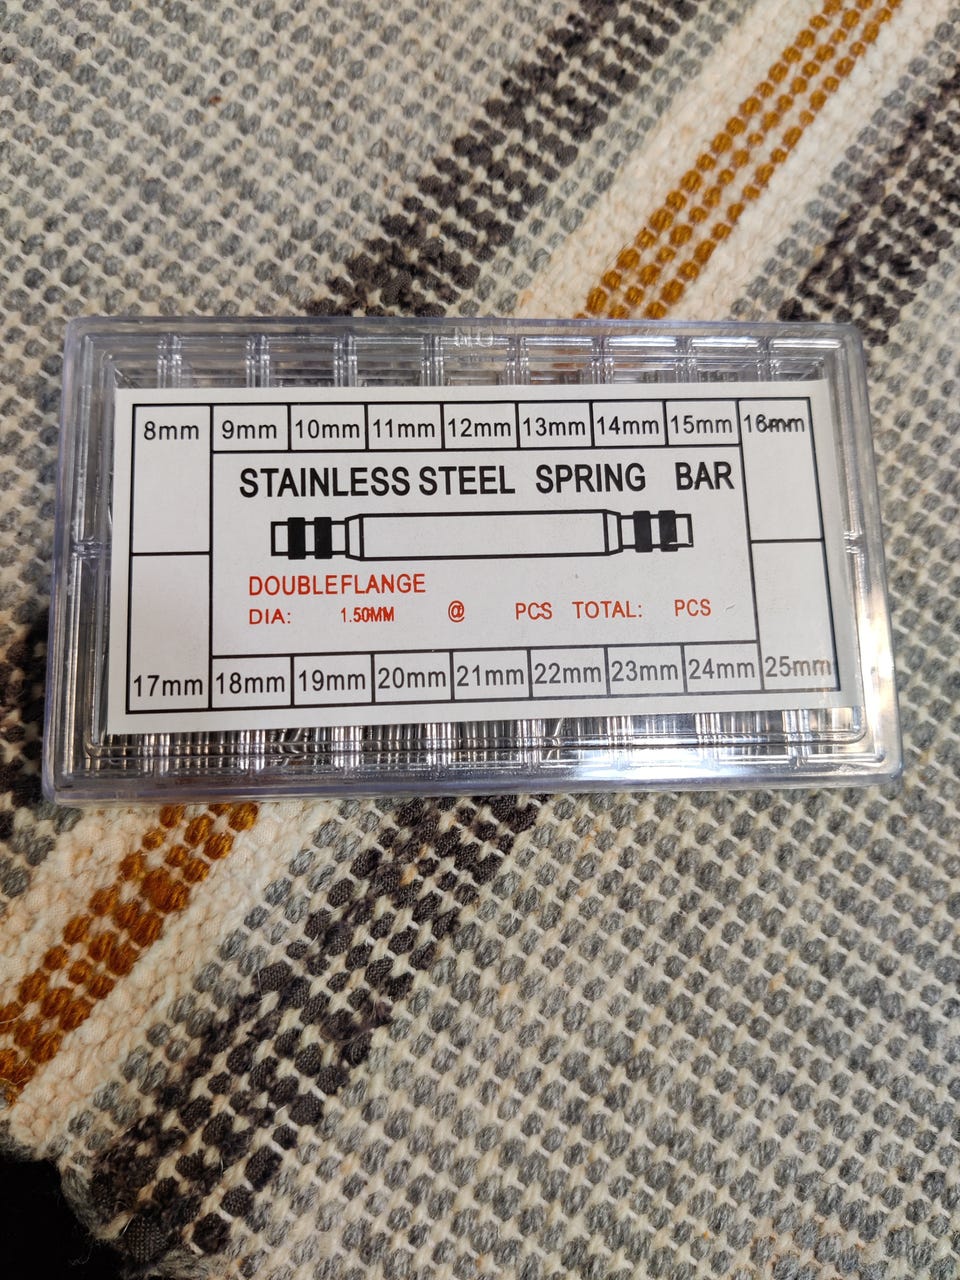 8mm 9mm 10mm 11mm 12mm 13mm 14mm 15mm 16mm
STAINLESS STEEL SPRING BAR
DOUBLEFLANGE
DIA: 1.50MM @ PCS TOTAL: PCS
17mm 18mm 19mm 20mm 21mm 22mm 23mm 24mm 25mm